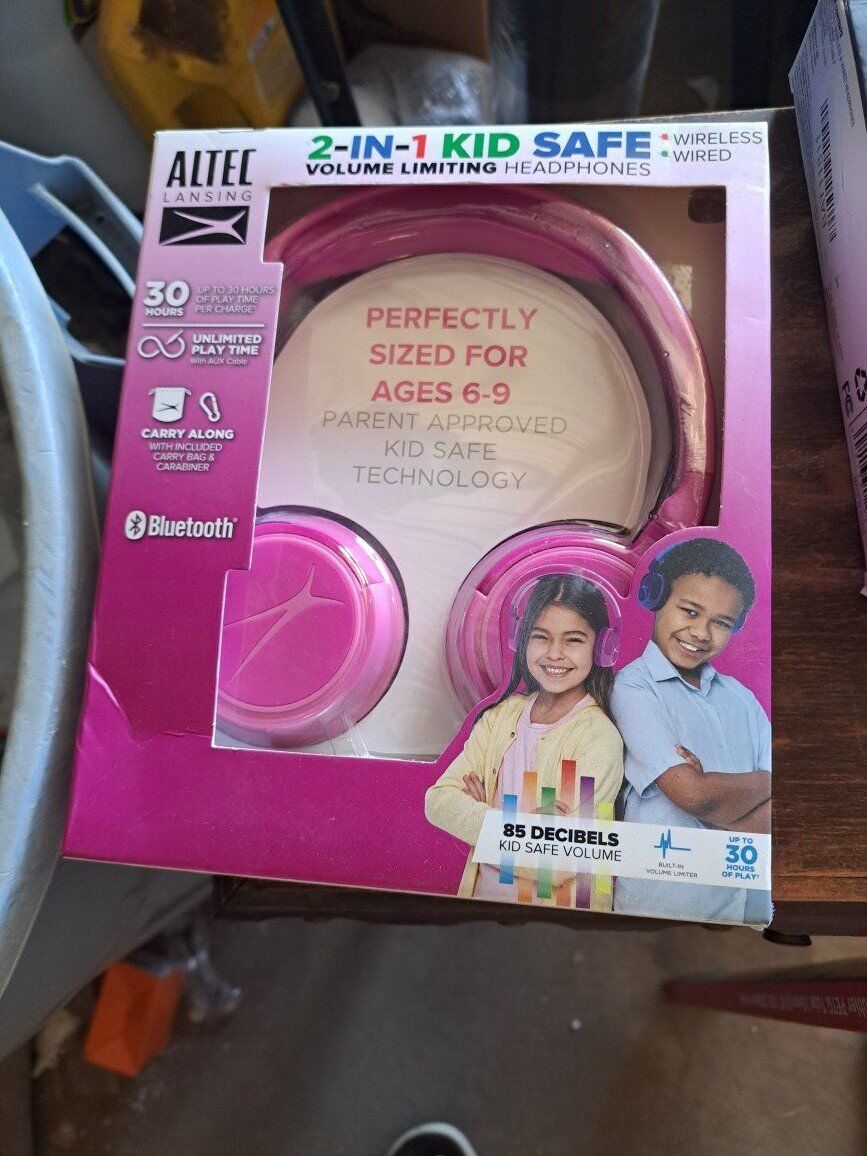 ALTEC
LANSING
2-IN-1 KID SAFE
VOLUME LIMITING HEADPHONES
WIRELESS
WIRED
30
HOURS
UP TO 30 HOURS
OF PLAY TIME
PER CHARGE
UNLIMITED
PLAY TIME
With AUX Cable
CARRY ALONG
WITH INCLUDED
CARRY BAG &
CARABINER
Bluetooth®
PERFECTLY
SIZED FOR
AGES 6-9
PARENT APPROVED
KID SAFE
TECHNOLOGY
85 DECIBELS
KID SAFE VOLUME
BUILT-IN
VOLUME LIMITER
UP TO
30
HOURS
OF PLAY
FC